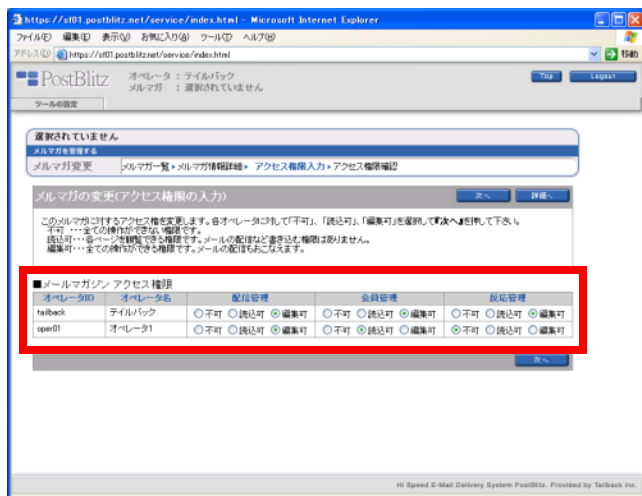 https://sf01.postblitz.net/service/index.html - Microsoft Internet Explorer
ファイル(F) 編集(E) 表示(V) お気に入り(A) ツール(T) ヘルプ(H)
アドレス(D) https://sf01.postblitz.net/service/index.html 移動
PostBlitz
オペレータ : テイルバック
メルマガ : 選択されていません
Top Logout
ツールの設定
選択されていません
メルマガを管理する
メルマガ変更 メルマガ一覧 メルマガ情報詳細 アクセス権限入力 アクセス権限確認
メルマガの変更(アクセス権限の入力) 次へ 詳細へ
このメルマガに対するアクセス権を変更します。各オペレータに対して「不可」、「読込可」、「編集可」を選択して『次へ』を押して下さい。
不可 ・・・全ての操作ができない権限です。
読込可・・・各ページを観覧できる権限です。メールの配信など書き込む権限はありません。
編集可・・・全ての操作ができる権限です。メールの配信もおこなえます。
■メールマガジン アクセス権限
オペレータID オペレータ名 配信管理 会員管理 反応管理
tailback テイルバック 不可 読込可 編集可 不可 読込可 編集可 不可 読込可 編集可
oper01 オペレータ1 不可 読込可 編集可 不可 読込可 編集可 不可 読込可 編集可
次へ
Hi Speed E-Mail Delivery System PostBlitz. Provided by Tailback Inc.